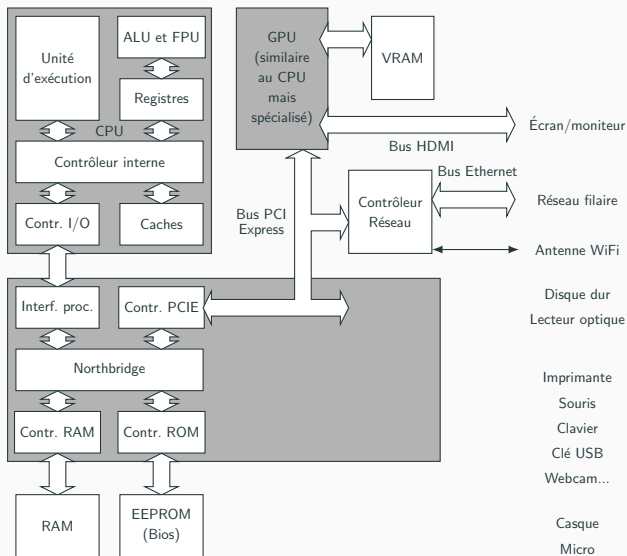 Unité
d'exécution
ALU et FPU
Registres
CPU
Contrôleur interne
Contr. I/O
Caches
GPU
(similaire
au CPU
mais
spécialisé)
VRAM
Bus HDMI
Écran/moniteur
Bus PCI
Express
Contrôleur
Réseau
Bus Ethernet
Réseau filaire
Antenne WiFi
Interf. proc.
Contr. PCIE
Northbridge
Contr. RAM
Contr. ROM
RAM
EEPROM
(Bios)
Disque dur
Lecteur optique
Imprimante
Souris
Clavier
Clé USB
Webcam...
Casque
Micro